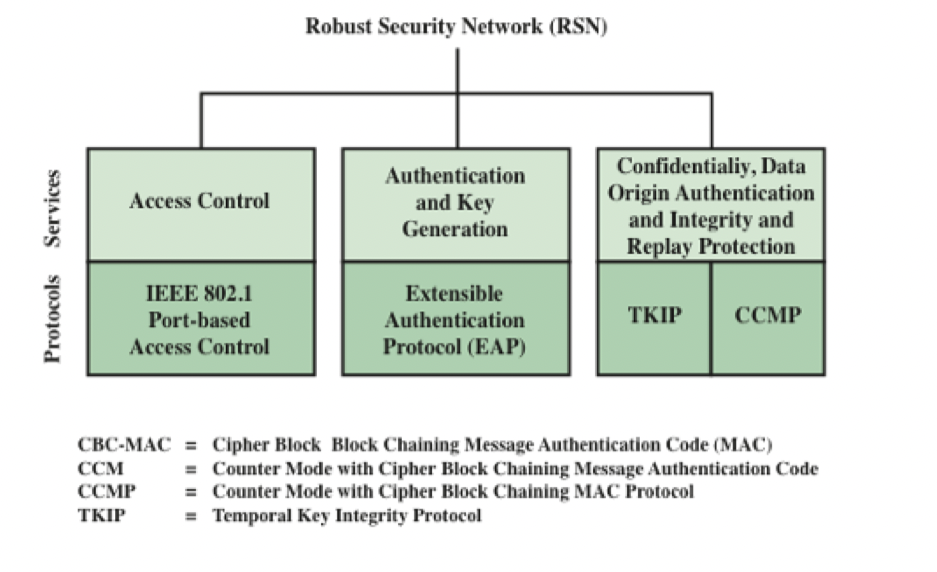 Robust Security Network (RSN)
Services
Access Control
Authentication
and Key
Generation
Confidentialiy, Data
Origin Authentication
and Integrity and
Replay Protection
Protocols
IEEE 802.1
Port-based
Access Control
Extensible
Authentication
Protocol (EAP)
TKIP
CCMP
CBC-MAC = Cipher Block Block Chaining Message Authentication Code (MAC)
CCM = Counter Mode with Cipher Block Chaining Message Authentication Code
CCMP = Counter Mode with Cipher Block Chaining MAC Protocol
TKIP = Temporal Key Integrity Protocol